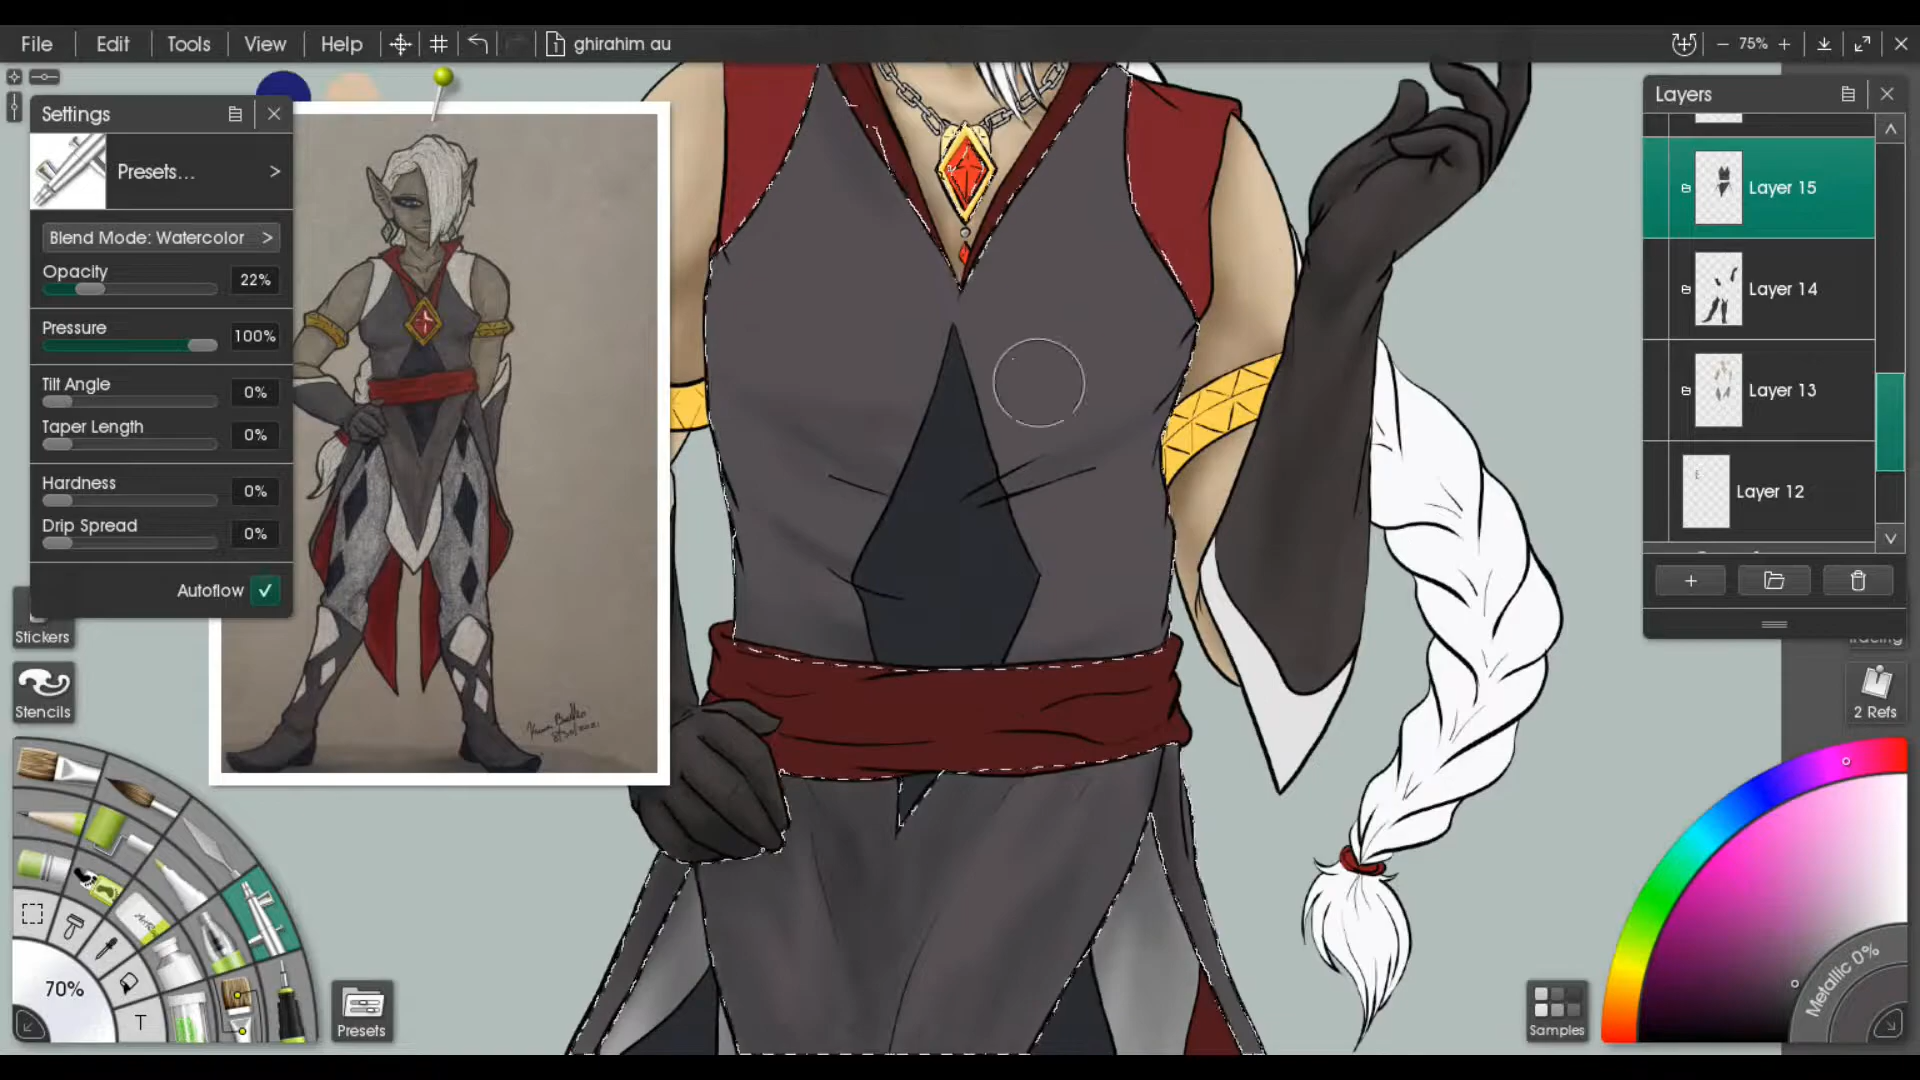 File
Edit
Tools
View
Help
ghirahim au
75%
Settings
Presets...
Blend Mode: Watercolor
Opacity
22%
Pressure
100%
Tilt Angle
0%
Taper Length
0%
Hardness
0%
Drip Spread
0%
Autoflow
Stickers
Stencils
70%
T
Presets
Layers
Layer 15
Layer 14
Layer 13
Layer 12
2 Refs
Metallic 0%
Samples